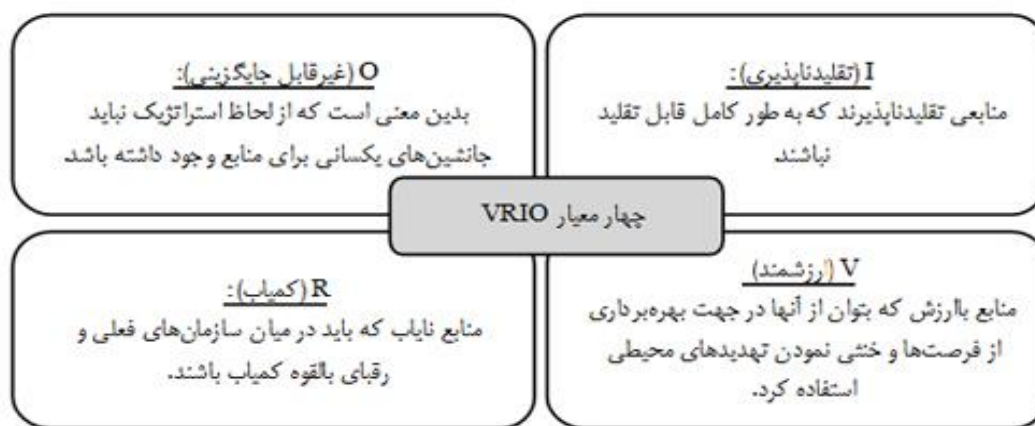 I (تقلیدناپذیری):
منابعی تقلیدناپذیرند که به طور کامل قابل تقلید
نباشند.
O (غیرقابل جایگزینی):
بدین معنی است که از لحاظ استراتژیک نباید
جانشین‌های یکسانی برای منابع وجود داشته باشد.
چهار معیار VRIO
V (ارزشمند)
منابع باارزش که بتوان از آنها در جهت بهره‌برداری
از فرصت‌ها و خنثی نمودن تهدیدهای محیطی
استفاده کرد.
R (کمیاب):
منابع نایاب که باید در میان سازمان‌های فعلی و
رقبای بالقوه کمیاب باشند.